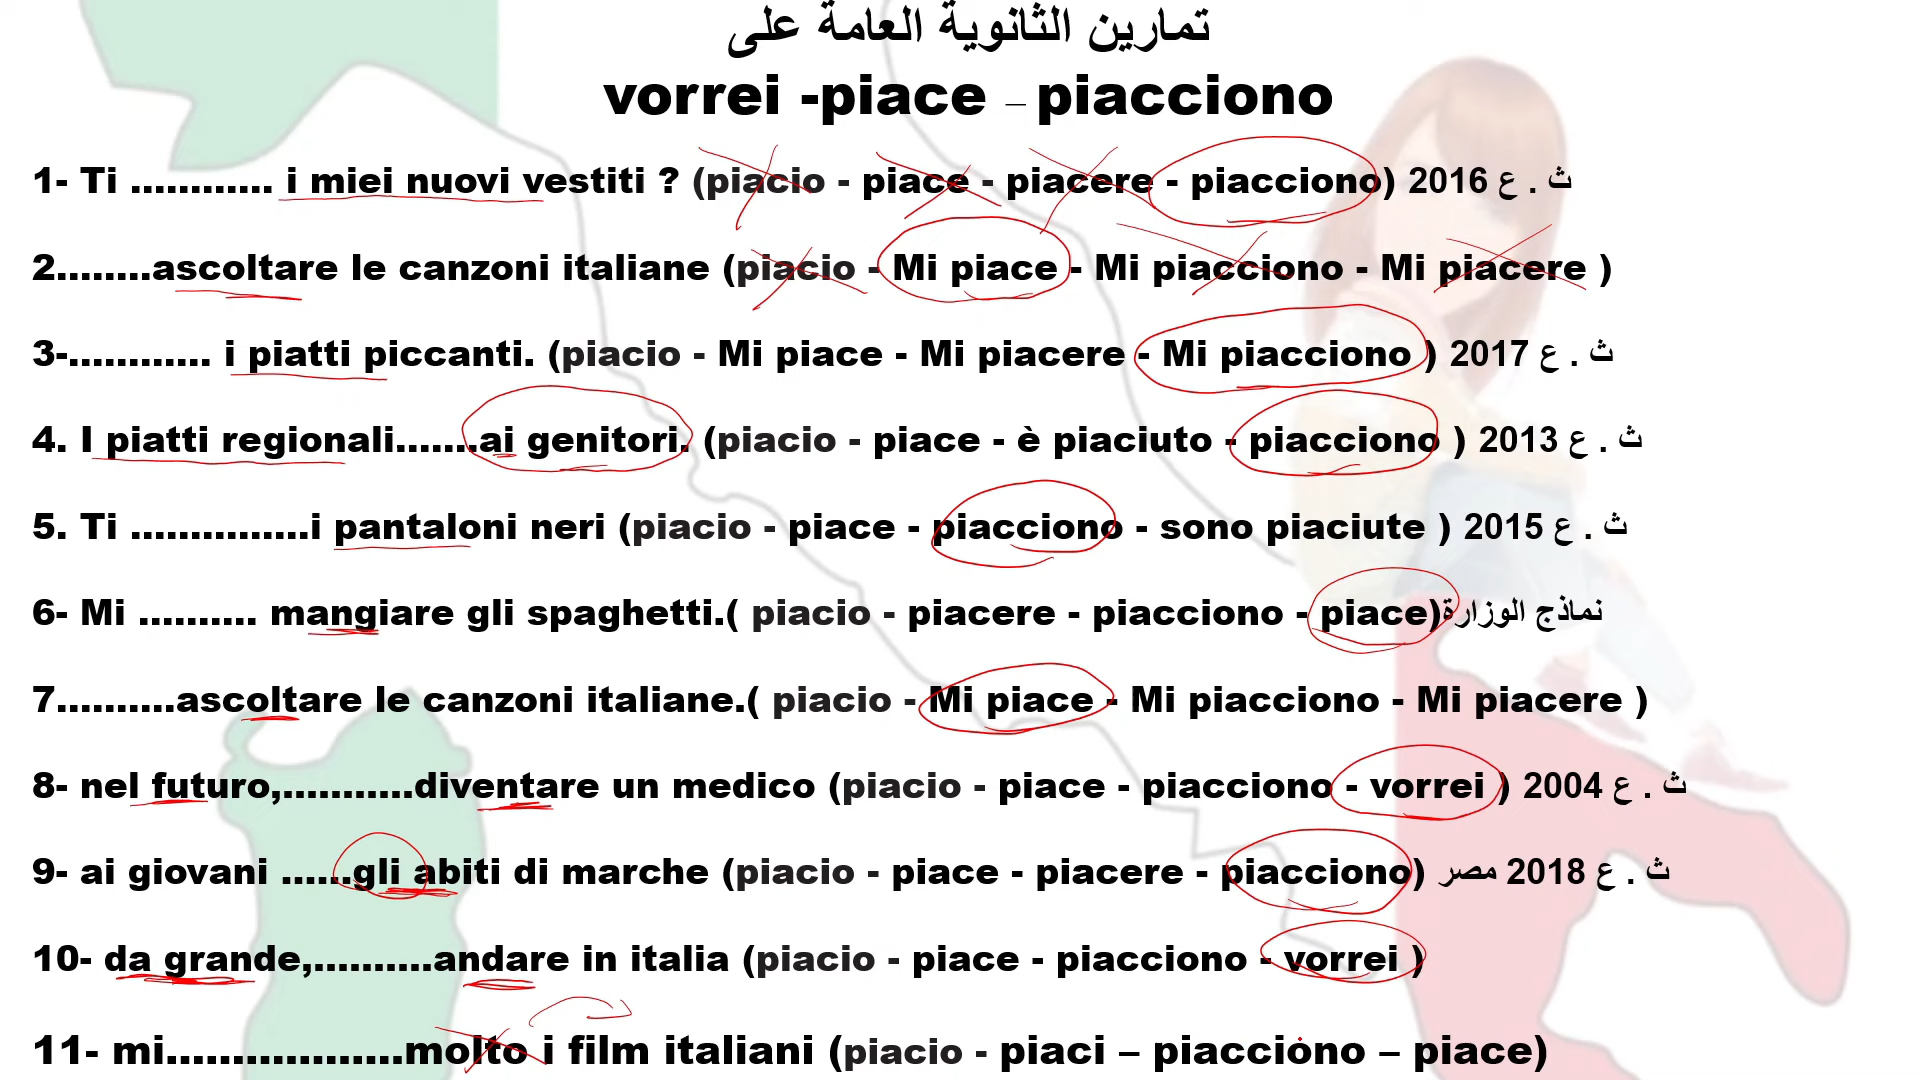 تمارين الثانوية العامة على
vorrei -piace – piacciono
1- Ti ............ i miei nuovi vestiti ? (piacio - piace - piacere - piacciono) 2016 ث . ع
2........ascoltare le canzoni italiane (piacio - Mi piace - Mi piacciono - Mi piacere )
3-............ i piatti piccanti. (piacio - Mi piace - Mi piacere - Mi piacciono ) 2017 ث . ع
4. I piatti regionali.......ai genitori. (piacio - piace - è piaciuto - piacciono ) 2013 ث . ع
5. Ti ...............i pantaloni neri (piacio - piace - piacciono - sono piaciute ) 2015 ث . ع
6- Mi .......... mangiare gli spaghetti.( piacio - piacere - piacciono - piace)نماذج الوزارة
7..........ascoltare le canzoni italiane.( piacio - Mi piace - Mi piacciono - Mi piacere )
8- nel futuro,...........diventare un medico (piacio - piace - piacciono - vorrei ) 2004 ث . ع
9- ai giovani ......gli abiti di marche (piacio - piace - piacere - piacciono) مصر 2018 ث . ع
10- da grande,..........andare in italia (piacio - piace - piacciono - vorrei )
11- mi..................molto i film italiani (piacio - piaci – piacciono – piace)